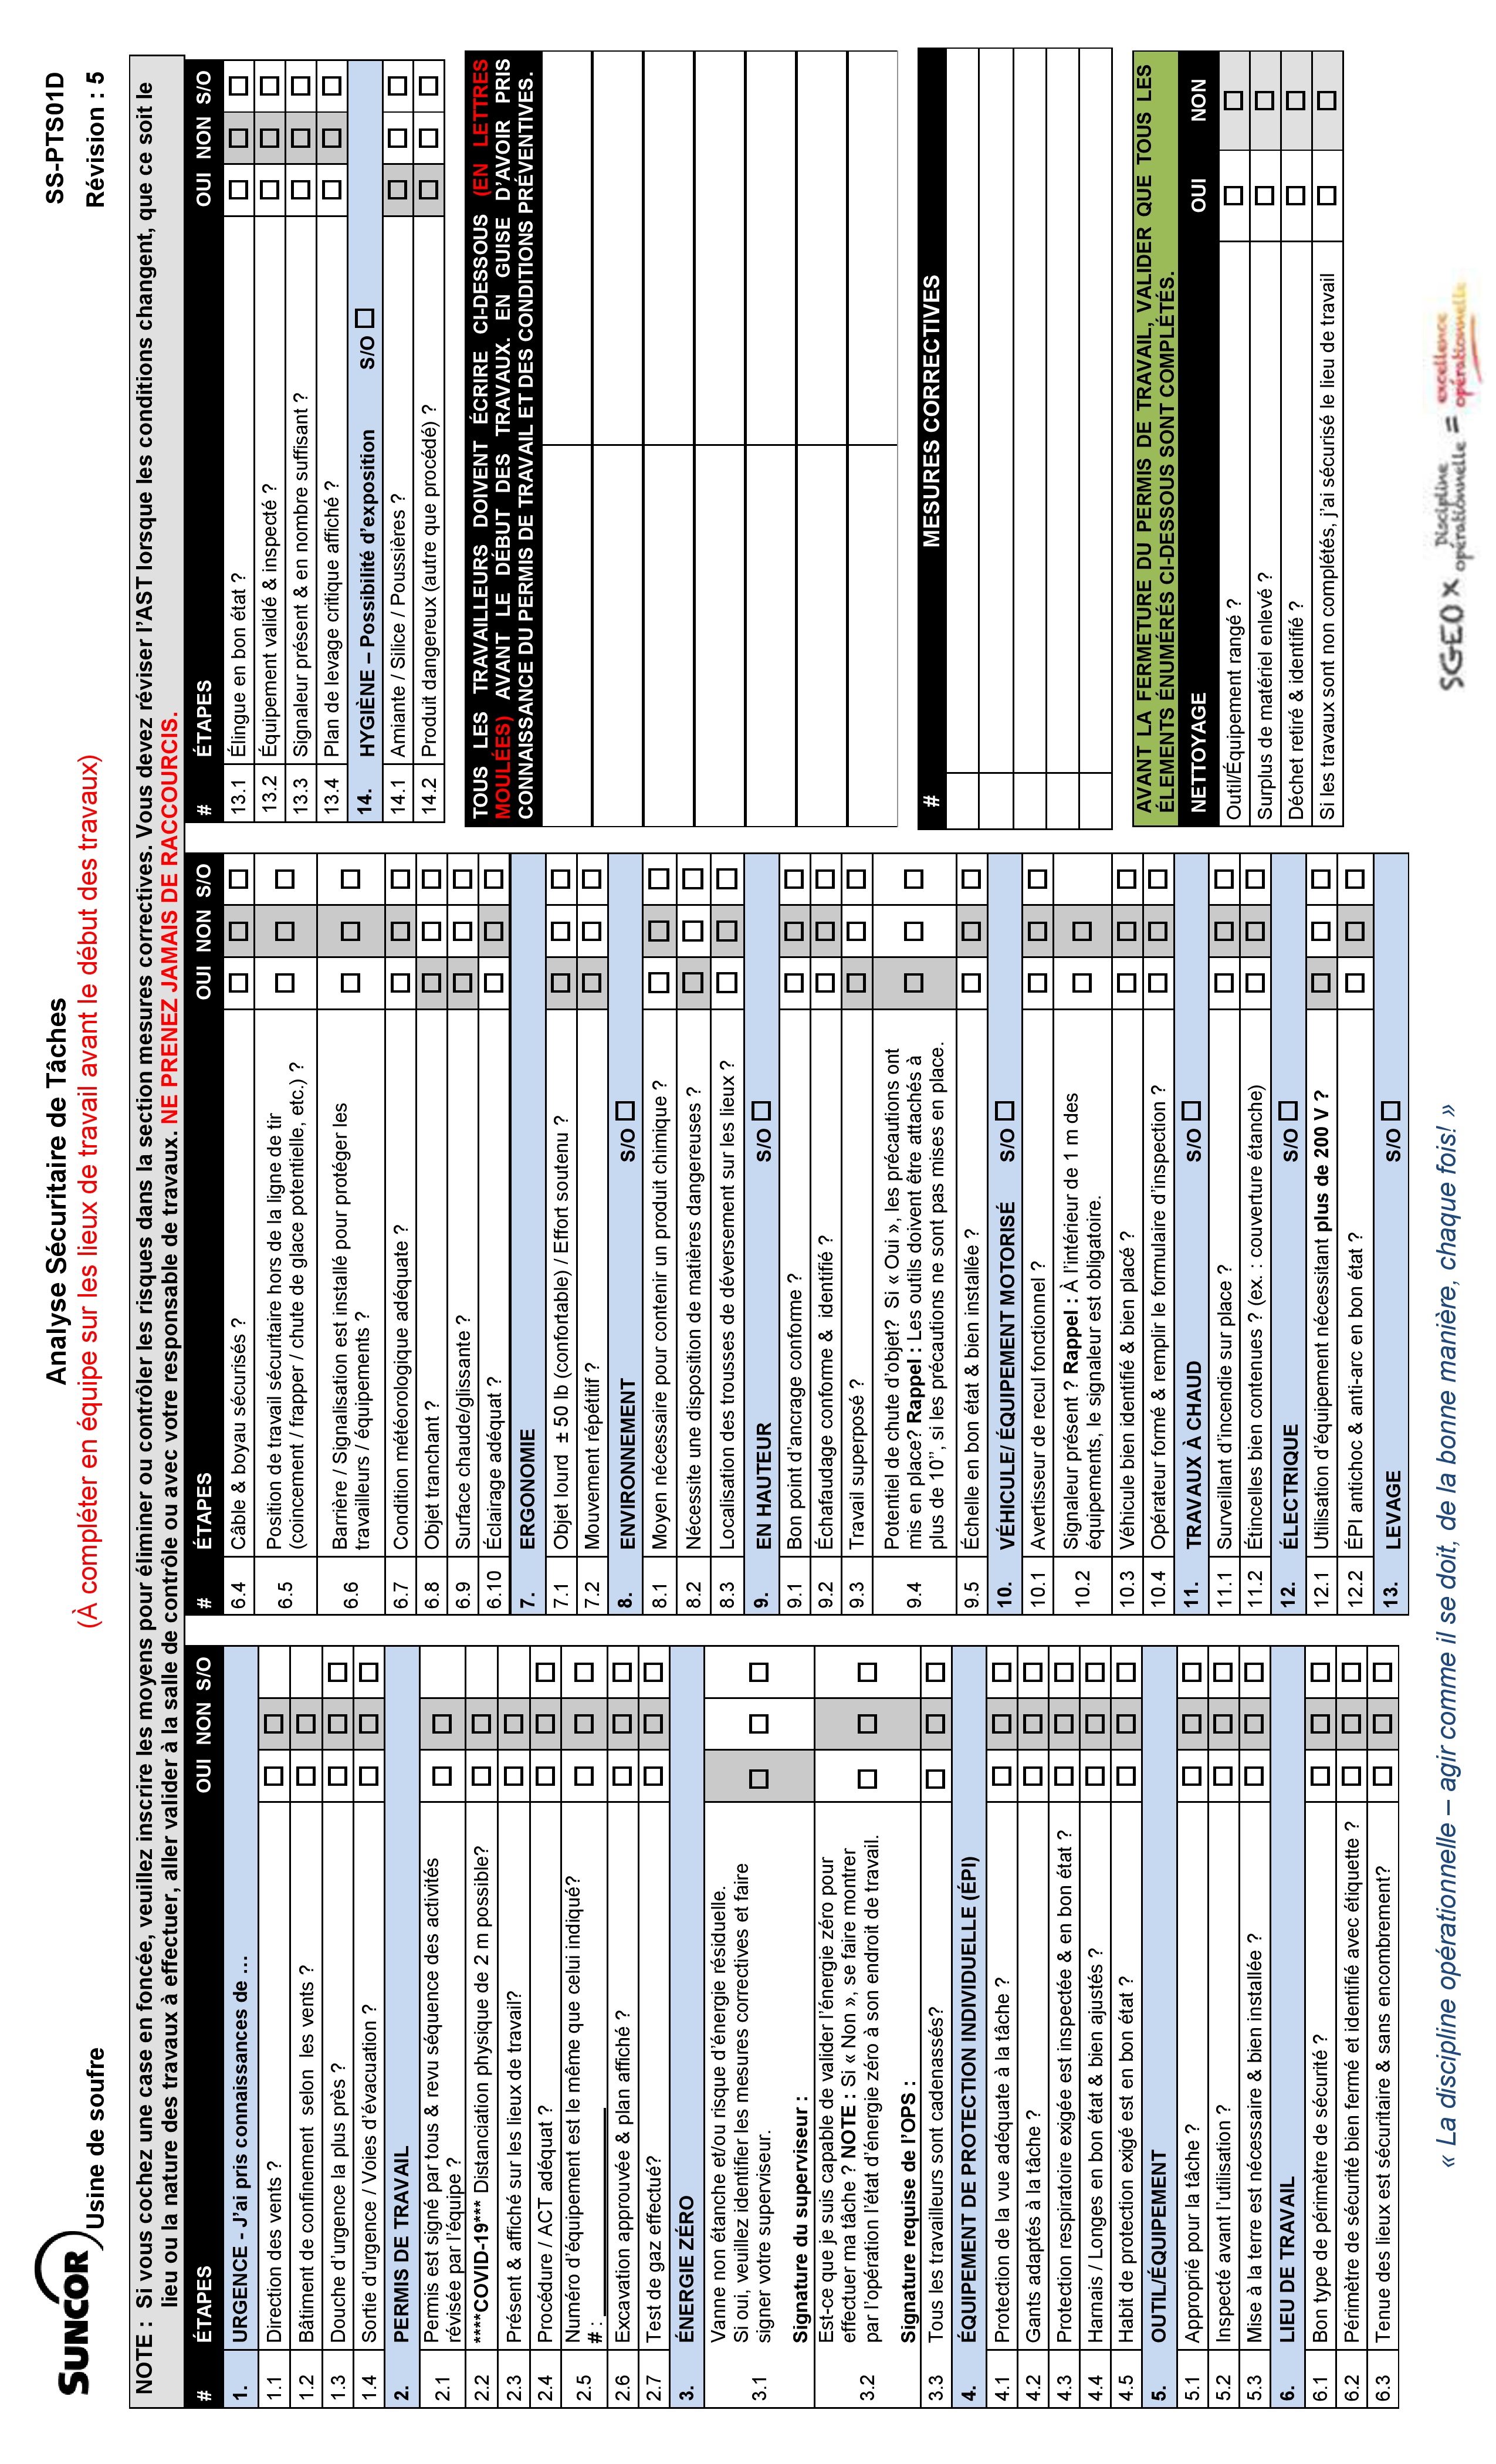 SUNCOR
Usine de soufre
Analyse Sécuritaire de Tâches
(À compléter en équipe sur les lieux de travail avant le début des travaux)
SS-PTS01D
Révision : 5
NOTE : Si vous cochez une case en foncée, veuillez inscrire les moyens pour éliminer ou contrôler les risques dans la section mesures correctives. Vous devez réviser l'AST lorsque les conditions changent, que ce soit le
lieu ou la nature des travaux à effectuer, aller valider à la salle de contrôle ou avec votre responsable de travaux. NE PRENEZ JAMAIS DE RACCOURCIS.
# ÉTAPES OUI NON S/O
1. URGENCE - J'ai pris connaissances de …
1.1 Direction des vents ? ☐ ☐
1.2 Bâtiment de confinement selon les vents ? ☐ ☐
1.3 Douche d'urgence la plus près ? ☐ ☐ ☐
1.4 Sortie d'urgence / Voies d'évacuation ? ☐ ☐ ☐
2. PERMIS DE TRAVAIL
2.1 Permis est signé par tous & revu séquence des activités
révisée par l'équipe ? ☐ ☐
2.2 ****COVID-19*** Distanciation physique de 2 m possible? ☐ ☐
2.3 Présent & affiché sur les lieux de travail? ☐ ☐
2.4 Procédure / ACT adéquat ? ☐ ☐ ☐
2.5 Numéro d'équipement est le même que celui indiqué?
# : ____________ ☐ ☐ ☐
2.6 Excavation approuvée & plan affiché ? ☐ ☐ ☐
2.7 Test de gaz effectué? ☐ ☐ ☐
3. ÉNERGIE ZÉRO
3.1 Vanne non étanche et/ou risque d'énergie résiduelle.
Si oui, veuillez identifier les mesures correctives et faire
signer votre superviseur.
Signature du superviseur : ☐ ☐ ☐
3.2 Est-ce que je suis capable de valider l'énergie zéro pour
effectuer ma tâche ? NOTE : Si « Non », se faire montrer
par l'opération l'état d'énergie zéro à son endroit de travail.
Signature requise de l'OPS : ☐ ☐ ☐
3.3 Tous les travailleurs sont cadenassés? ☐ ☐ ☐
4. ÉQUIPEMENT DE PROTECTION INDIVIDUELLE (ÉPI)
4.1 Protection de la vue adéquate à la tâche ? ☐ ☐ ☐
4.2 Gants adaptés à la tâche ? ☐ ☐ ☐
4.3 Protection respiratoire exigée est inspectée & en bon état ? ☐ ☐ ☐
4.4 Harnais / Longes en bon état & bien ajustés ? ☐ ☐ ☐
4.5 Habit de protection exigé est en bon état ? ☐ ☐ ☐
5. OUTIL/ÉQUIPEMENT
5.1 Approprié pour la tâche ? ☐ ☐ ☐
5.2 Inspecté avant l'utilisation ? ☐ ☐ ☐
5.3 Mise à la terre est nécessaire & bien installée ? ☐ ☐ ☐
6. LIEU DE TRAVAIL
6.1 Bon type de périmètre de sécurité ? ☐ ☐ ☐
6.2 Périmètre de sécurité bien fermé et identifié avec étiquette ? ☐ ☐ ☐
6.3 Tenue des lieux est sécuritaire & sans encombrement? ☐ ☐ ☐
# ÉTAPES OUI NON S/O
6.4 Câble & boyau sécurisés ? ☐ ☐ ☐
6.5 Position de travail sécuritaire hors de la ligne de tir
(coincement / frapper / chute de glace potentielle, etc.) ? ☐ ☐ ☐
6.6 Barrière / Signalisation est installé pour protéger les
travailleurs / équipements ? ☐ ☐ ☐
6.7 Condition météorologique adéquate ? ☐ ☐ ☐
6.8 Objet tranchant ? ☐ ☐ ☐
6.9 Surface chaude/glissante ? ☐ ☐ ☐
6.10 Éclairage adéquat ? ☐ ☐ ☐
7. ERGONOMIE
7.1 Objet lourd ± 50 lb (confortable) / Effort soutenu ? ☐ ☐ ☐
7.2 Mouvement répétitif ? ☐ ☐ ☐
8. ENVIRONNEMENT S/O ☐
8.1 Moyen nécessaire pour contenir un produit chimique ? ☐ ☐ ☐
8.2 Nécessite une disposition de matières dangereuses ? ☐ ☐ ☐
8.3 Localisation des trousses de déversement sur les lieux ? ☐ ☐ ☐
9. EN HAUTEUR S/O ☐
9.1 Bon point d'ancrage conforme ? ☐ ☐ ☐
9.2 Échafaudage conforme & identifié ? ☐ ☐ ☐
9.3 Travail superposé ? ☐ ☐ ☐
9.4 Potentiel de chute d'objet? Si « Oui », les précautions ont
mis en place? Rappel : Les outils doivent être attachés à
plus de 10'', si les précautions ne sont pas mises en place. ☐ ☐ ☐
9.5 Échelle en bon état & bien installée ? ☐ ☐ ☐
10. VÉHICULE/ ÉQUIPEMENT MOTORISÉ S/O ☐
10.1 Avertisseur de recul fonctionnel ? ☐ ☐ ☐
10.2 Signaleur présent ? Rappel : À l'intérieur de 1 m des
équipements, le signaleur est obligatoire. ☐ ☐
10.3 Véhicule bien identifié & bien placé ? ☐ ☐ ☐
10.4 Opérateur formé & remplir le formulaire d'inspection ? ☐ ☐ ☐
11. TRAVAUX À CHAUD S/O ☐
11.1 Surveillant d'incendie sur place ? ☐ ☐ ☐
11.2 Étincelles bien contenues ? (ex. : couverture étanche) ☐ ☐ ☐
12. ÉLECTRIQUE S/O ☐
12.1 Utilisation d'équipement nécessitant plus de 200 V ? ☐ ☐ ☐
12.2 ÉPI antichoc & anti-arc en bon état ? ☐ ☐ ☐
13. LEVAGE S/O ☐
# ÉTAPES OUI NON S/O
13.1 Élingue en bon état ? ☐ ☐ ☐
13.2 Équipement validé & inspecté ? ☐ ☐ ☐
13.3 Signaleur présent & en nombre suffisant ? ☐ ☐ ☐
13.4 Plan de levage critique affiché ? ☐ ☐ ☐
14. HYGIÈNE – Possibilité d'exposition S/O ☐
14.1 Amiante / Silice / Poussières ? ☐ ☐ ☐
14.2 Produit dangereux (autre que procédé) ? ☐ ☐ ☐
TOUS LES TRAVAILLEURS DOIVENT ÉCRIRE CI-DESSOUS (EN LETTRES
MOULÉES) AVANT LE DÉBUT DES TRAVAUX. EN GUISE D'AVOIR PRIS
CONNAISSANCE DU PERMIS DE TRAVAIL ET DES CONDITIONS PRÉVENTIVES.
# MESURES CORRECTIVES
AVANT LA FERMETURE DU PERMIS DE TRAVAIL, VALIDER QUE TOUS LES
ÉLEMENTS ÉNUMÉRÉS CI-DESSOUS SONT COMPLÉTÉS.
NETTOYAGE OUI NON
Outil/Équipement rangé ? ☐ ☐
Surplus de matériel enlevé ? ☐ ☐
Déchet retiré & identifié ? ☐ ☐
Si les travaux sont non complétés, j'ai sécurisé le lieu de travail ☐ ☐
« La discipline opérationnelle – agir comme il se doit, de la bonne manière, chaque fois! »
SGEO x Discipline opérationnelle = excellence opérationnelle